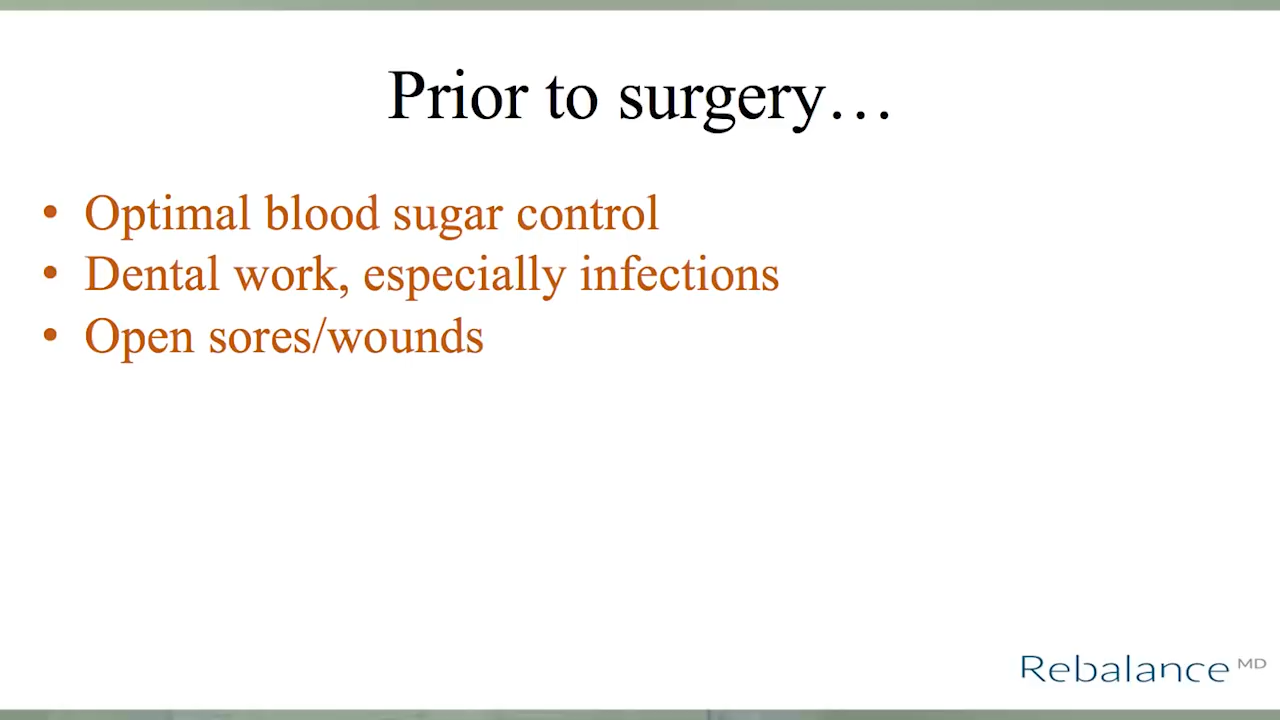 Prior to surgery…
• Optimal blood sugar control
• Dental work, especially infections
• Open sores/wounds
Rebalance MD